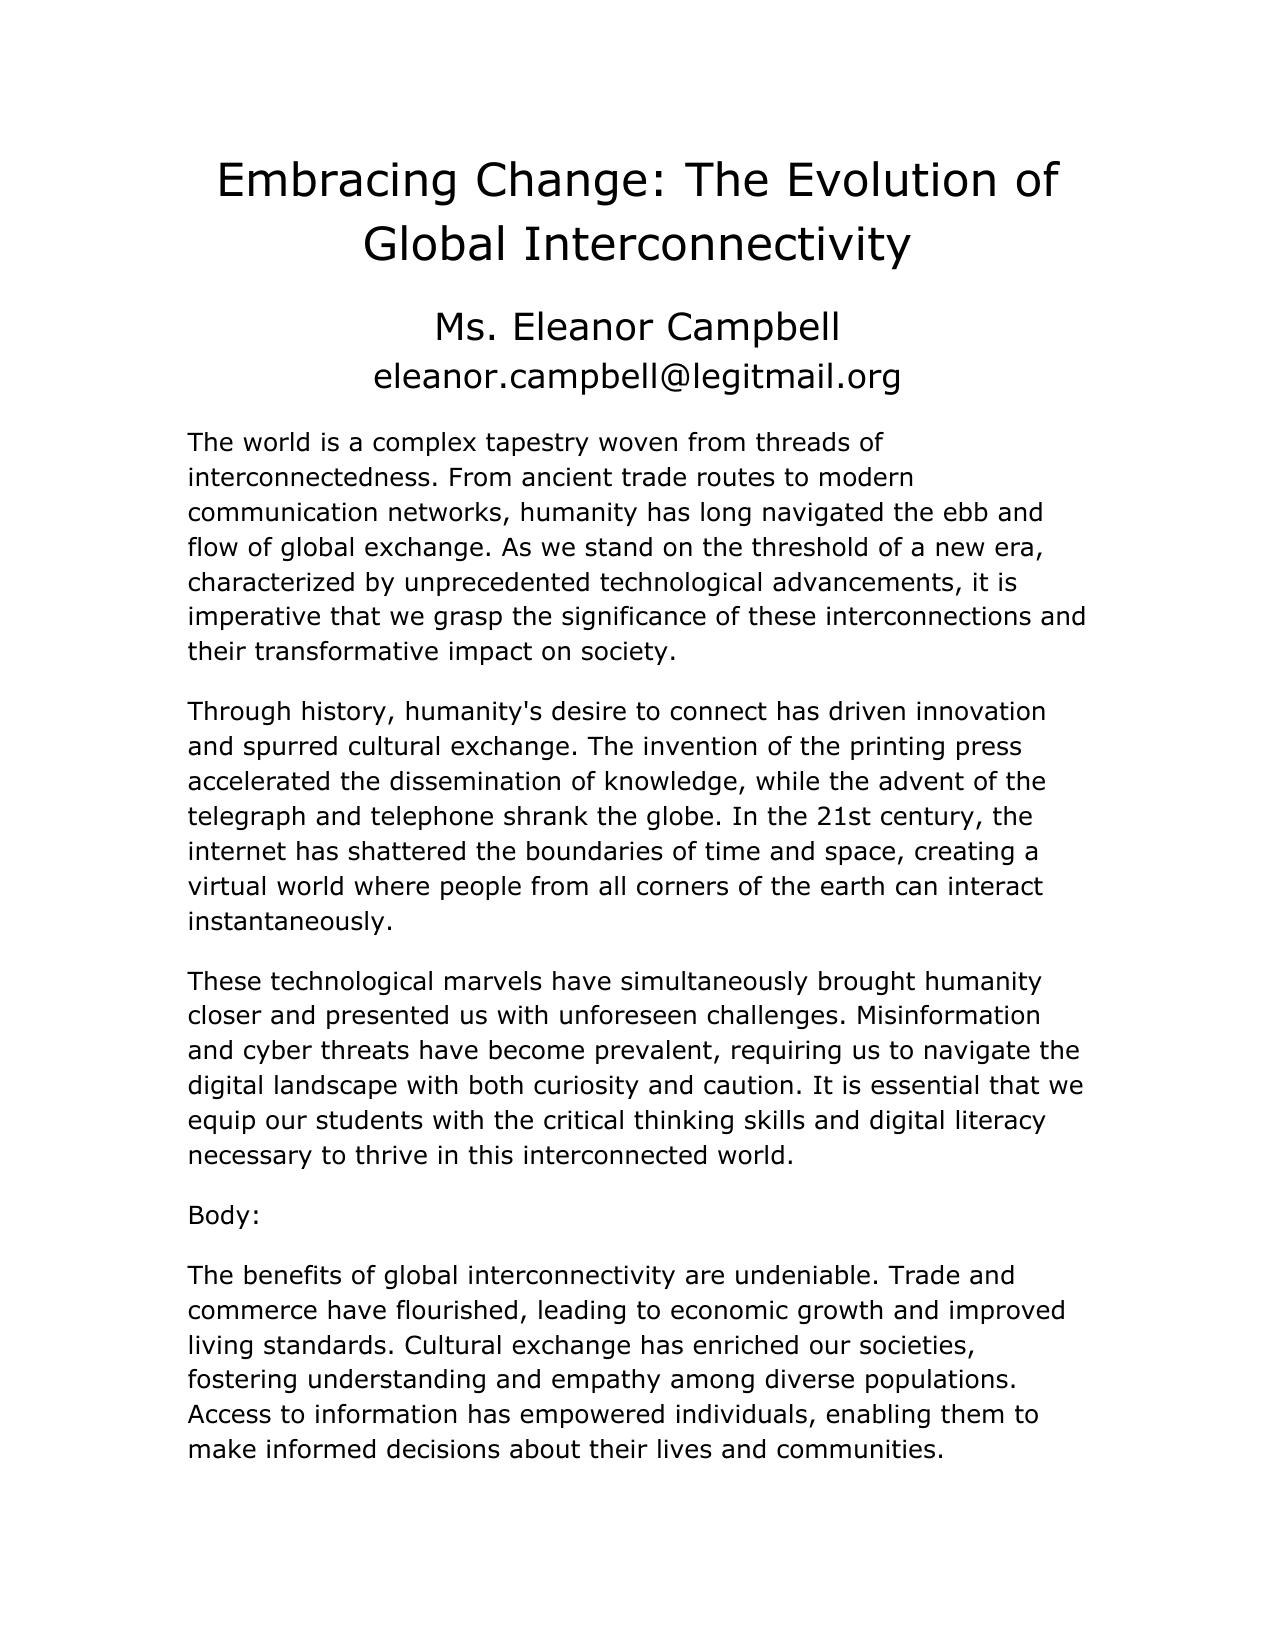 Embracing Change: The Evolution of
Global Interconnectivity
Ms. Eleanor Campbell
eleanor.campbell@legitmail.org
The world is a complex tapestry woven from threads of
interconnectedness. From ancient trade routes to modern
communication networks, humanity has long navigated the ebb and
flow of global exchange. As we stand on the threshold of a new era,
characterized by unprecedented technological advancements, it is
imperative that we grasp the significance of these interconnections and
their transformative impact on society.
Through history, humanity's desire to connect has driven innovation
and spurred cultural exchange. The invention of the printing press
accelerated the dissemination of knowledge, while the advent of the
telegraph and telephone shrank the globe. In the 21st century, the
internet has shattered the boundaries of time and space, creating a
virtual world where people from all corners of the earth can interact
instantaneously.
These technological marvels have simultaneously brought humanity
closer and presented us with unforeseen challenges. Misinformation
and cyber threats have become prevalent, requiring us to navigate the
digital landscape with both curiosity and caution. It is essential that we
equip our students with the critical thinking skills and digital literacy
necessary to thrive in this interconnected world.
Body:
The benefits of global interconnectivity are undeniable. Trade and
commerce have flourished, leading to economic growth and improved
living standards. Cultural exchange has enriched our societies,
fostering understanding and empathy among diverse populations.
Access to information has empowered individuals, enabling them to
make informed decisions about their lives and communities.